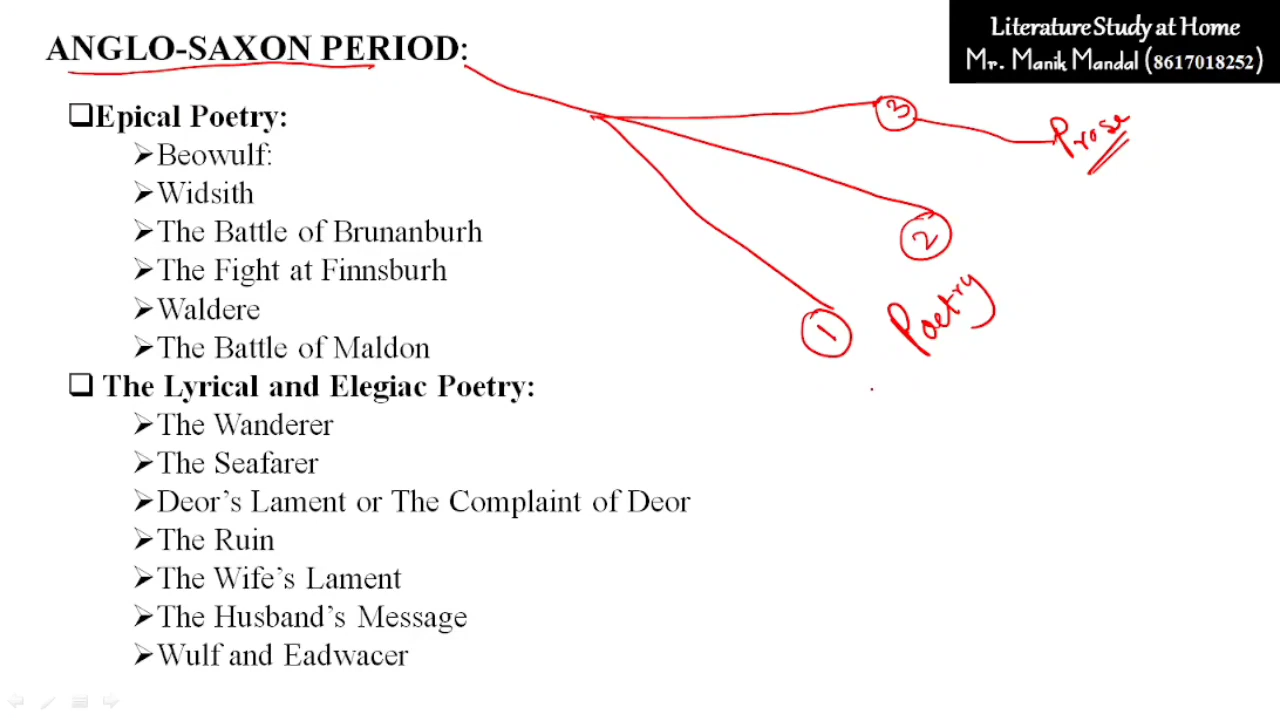 Literature Study at Home
Mr. Manik Mandal (8617018252)
ANGLO-SAXON PERIOD:
❑Epical Poetry:
➢Beowulf:
➢Widsith
➢The Battle of Brunanburh
➢The Fight at Finnsburh
➢Waldere
➢The Battle of Maldon
❑ The Lyrical and Elegiac Poetry:
➢The Wanderer
➢The Seafarer
➢Deor’s Lament or The Complaint of Deor
➢The Ruin
➢The Wife’s Lament
➢The Husband’s Message
➢Wulf and Eadwacer
3
Prose
2
1
Poetry